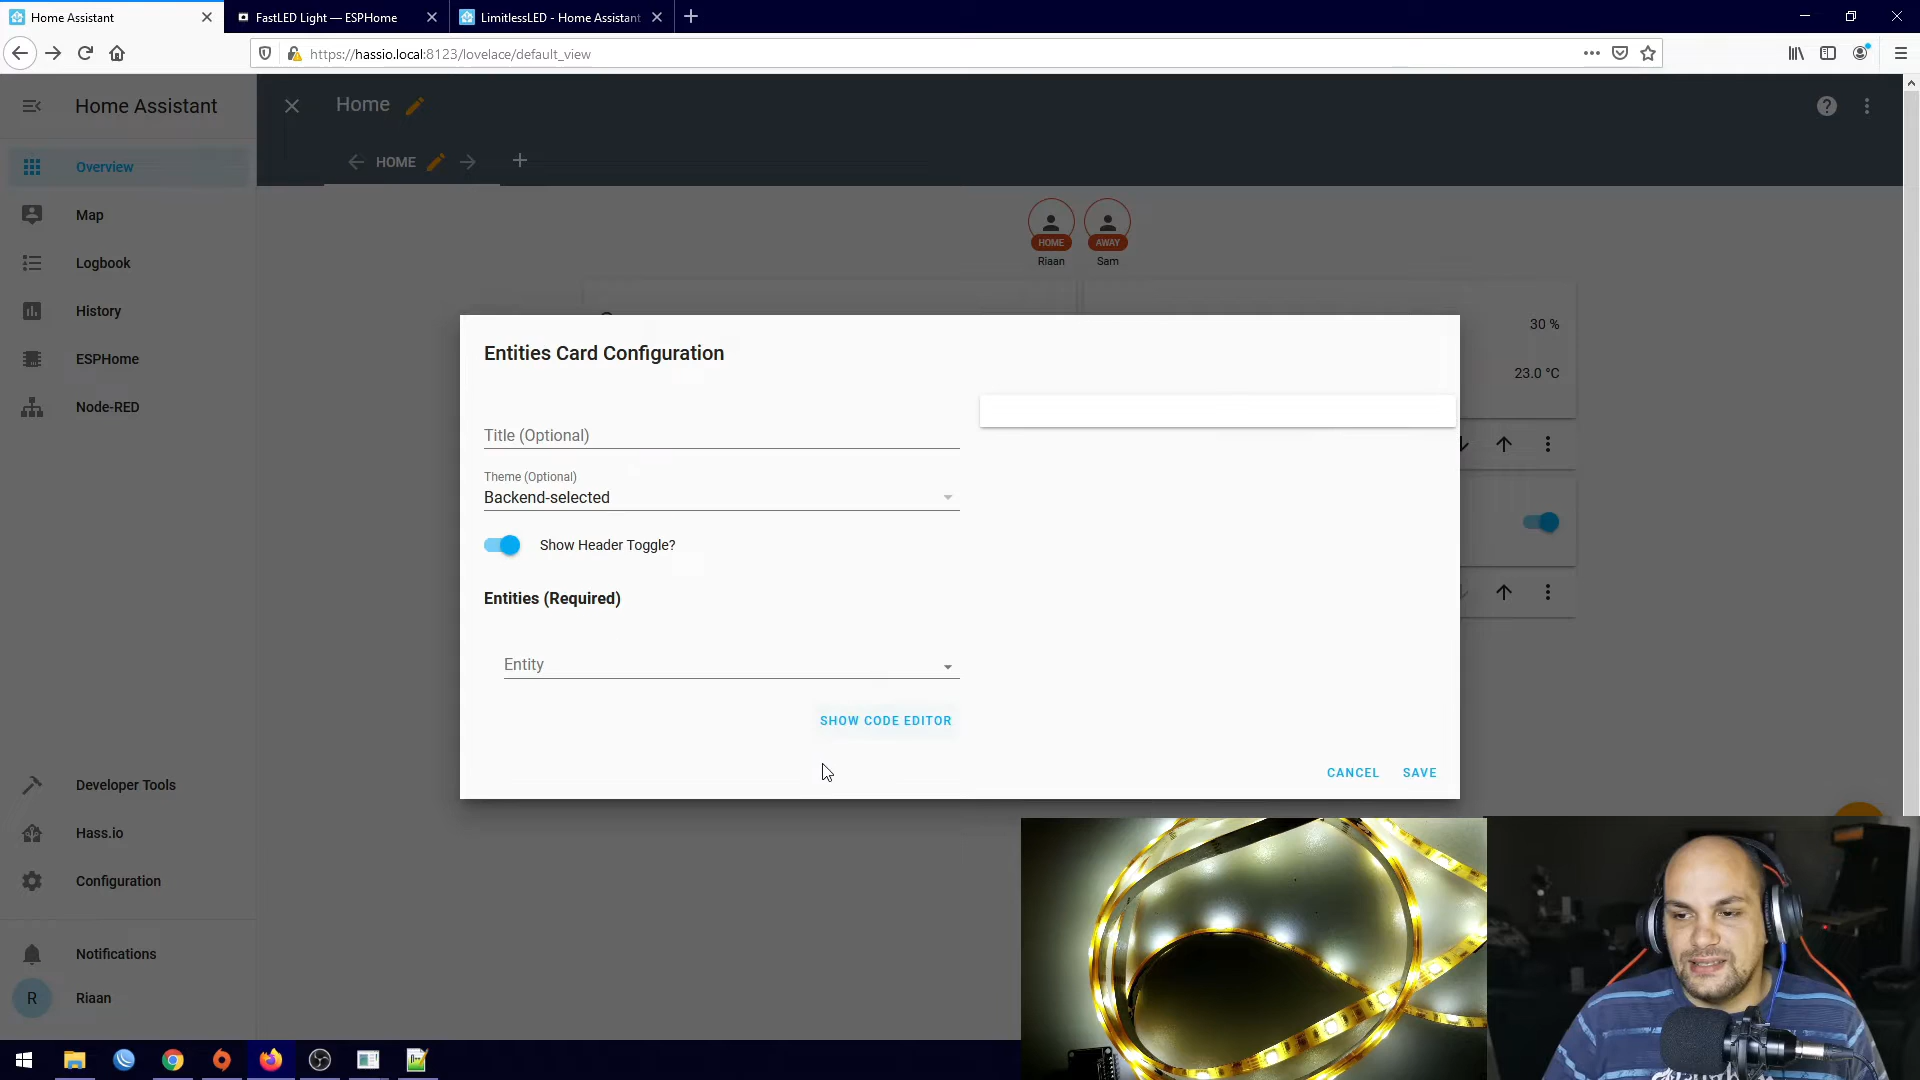 Home Assistant
FastLED Light — ESPHome
LimitlessLED - Home Assistant
https://hassio.local:8123/lovelace/default_view
Home Assistant
Home
HOME
Overview
Map
Logbook
History
ESPHome
Node-RED
HOME
AWAY
Riaan
Sam
30 %
23.0 °C
Entities Card Configuration
Title (Optional)
Theme (Optional)
Backend-selected
Show Header Toggle?
Entities (Required)
Entity
SHOW CODE EDITOR
CANCEL
SAVE
Developer Tools
Hass.io
Configuration
Notifications
R
Riaan